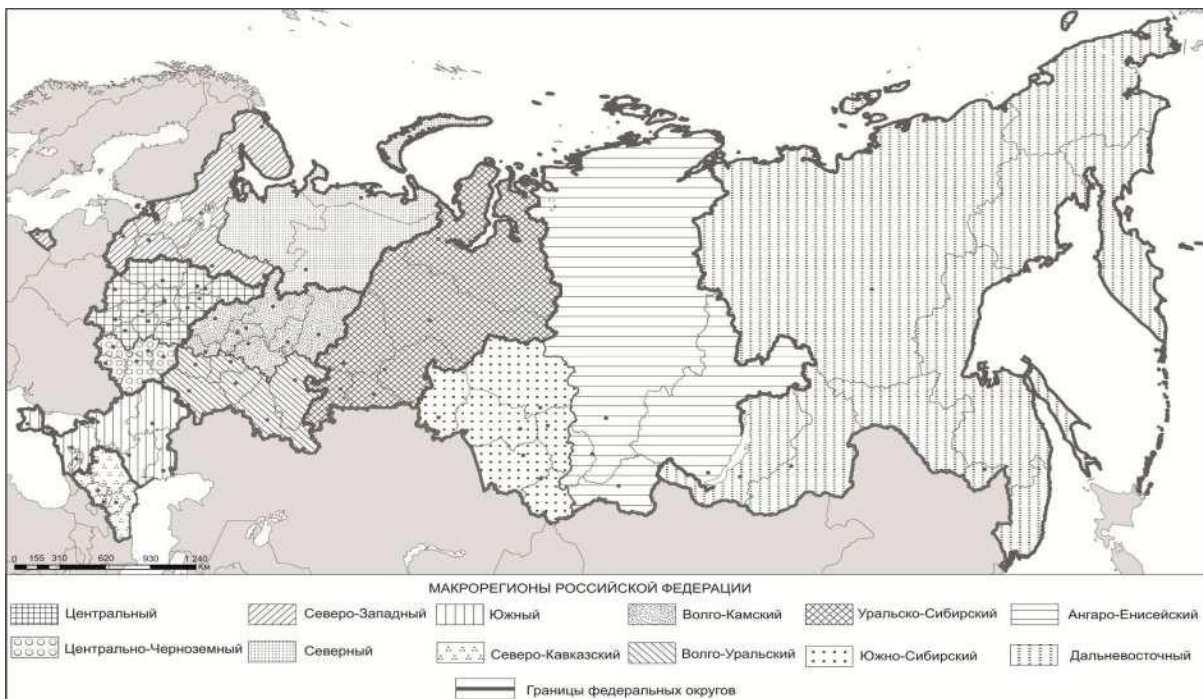 0 155 310 620 930 1 240
Км
МАКРОРЕГИОНЫ РОССИЙСКОЙ ФЕДЕРАЦИИ
Центральный
Северо-Западный
Южный
Волго-Камский
Уральско-Сибирский
Ангаро-Енисейский
Центрально-Черноземный
Северный
Северо-Кавказский
Волго-Уральский
Южно-Сибирский
Дальневосточный
Границы федеральных округов